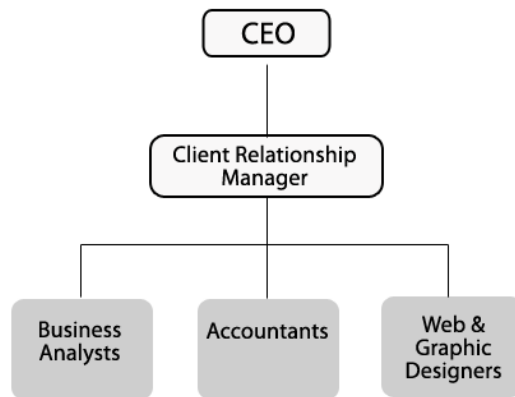 CEO
Client Relationship
Manager
Business
Analysts
Accountants
Web &
Graphic
Designers